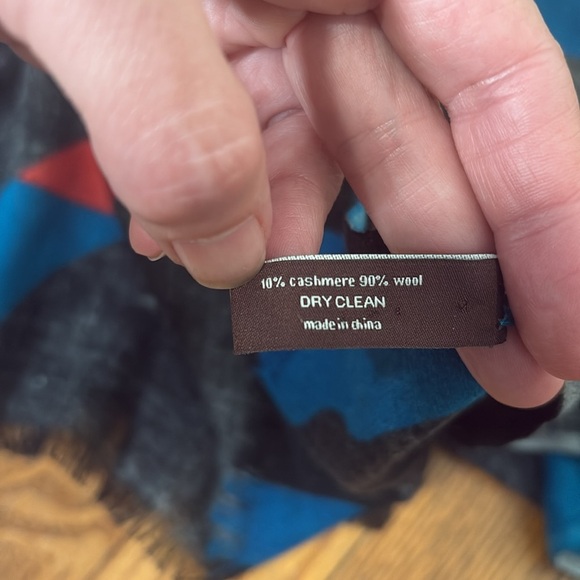 10% cashmere 90% wool
DRY CLEAN
made in china